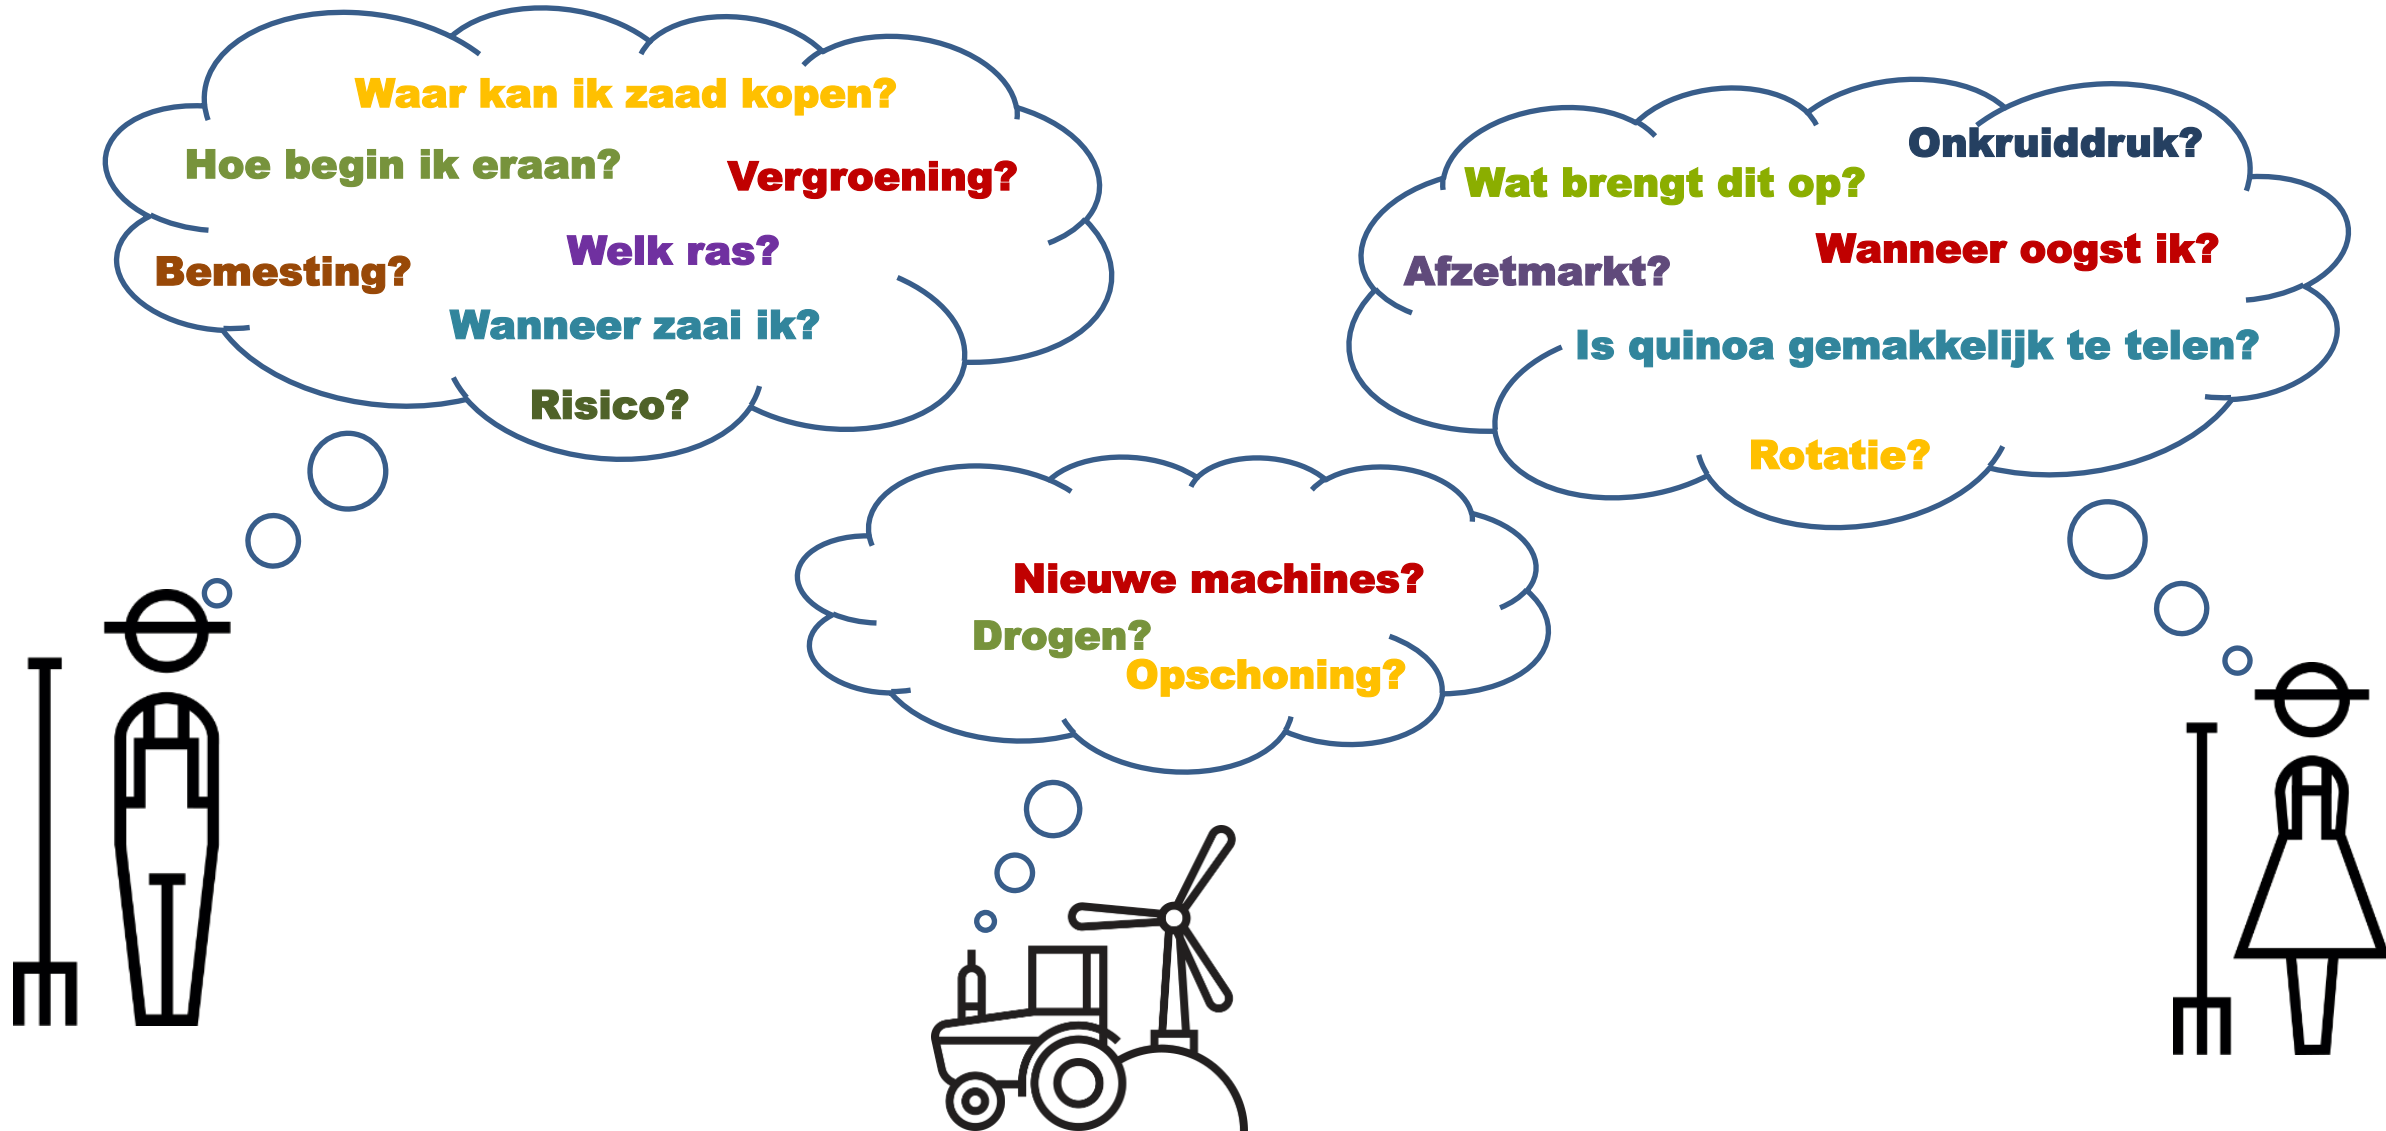 Waar kan ik zaad kopen?
Hoe begin ik eraan?
Vergroening?
Welk ras?
Bemesting?
Wanneer zaai ik?
Risico?
Onkruiddruk?
Wat brengt dit op?
Wanneer oogst ik?
Afzetmarkt?
Is quinoa gemakkelijk te telen?
Rotatie?
Nieuwe machines?
Drogen?
Opschoning?